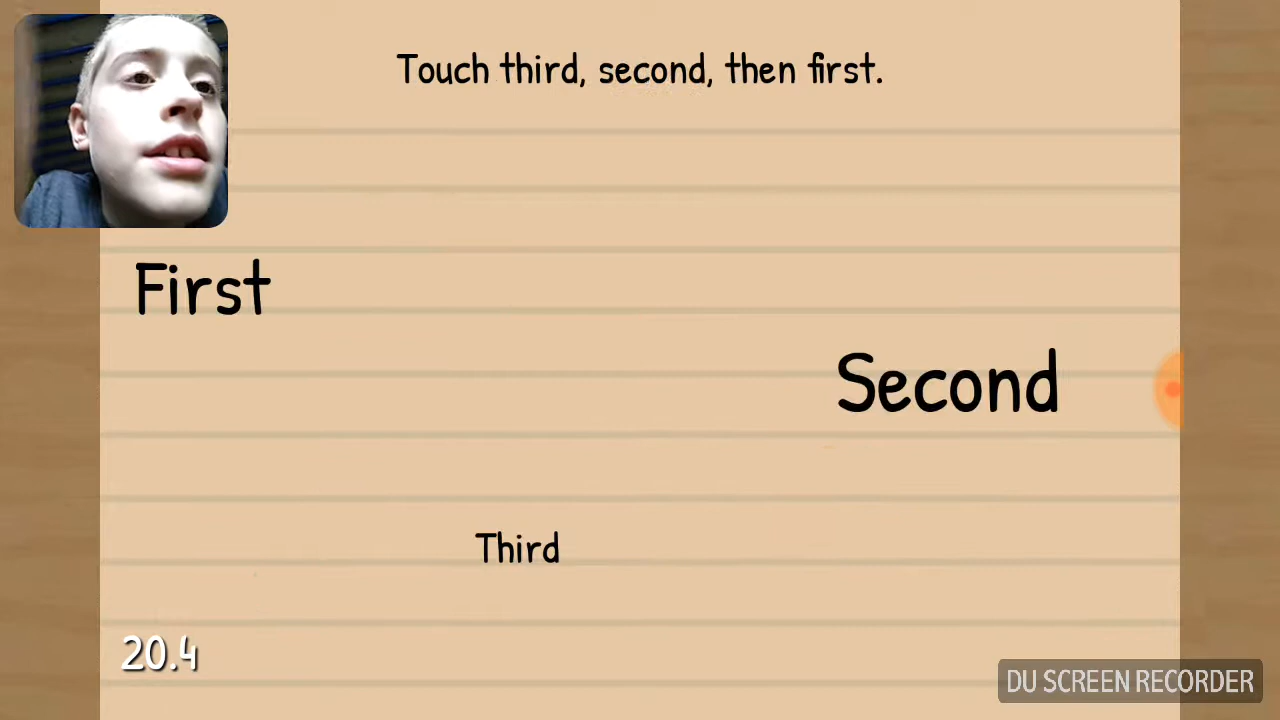 Touch third, second, then first.
First
Second
Third
20.4
DU SCREEN RECORDER